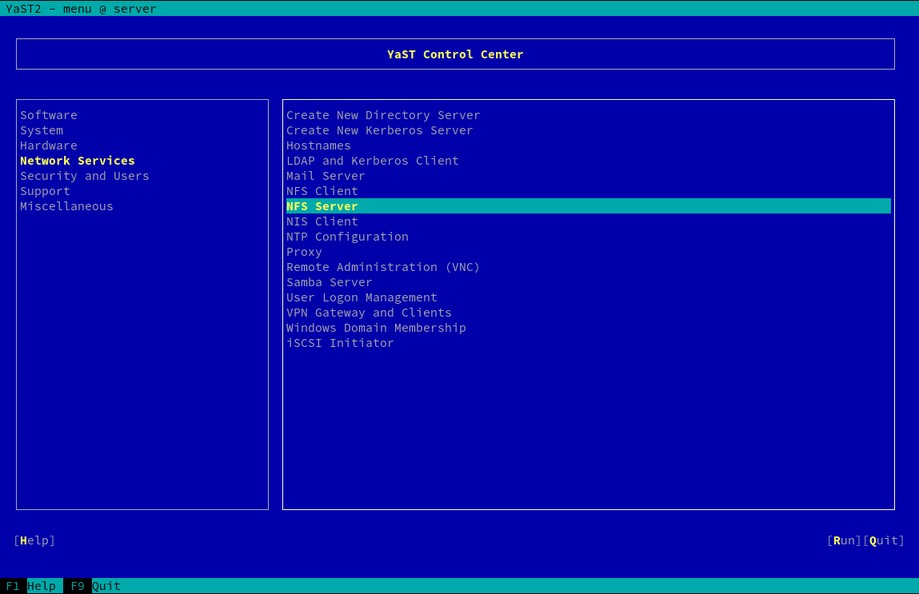 YaST2 - menu @ server
YaST Control Center
Software
System
Hardware
Network Services
Security and Users
Support
Miscellaneous
Create New Directory Server
Create New Kerberos Server
Hostnames
LDAP and Kerberos Client
Mail Server
NFS Client
NFS Server
NIS Client
NTP Configuration
Proxy
Remote Administration (VNC)
Samba Server
User Logon Management
VPN Gateway and Clients
Windows Domain Membership
iSCSI Initiator
[Help] [Run][Quit]
F1 Help F9 Quit